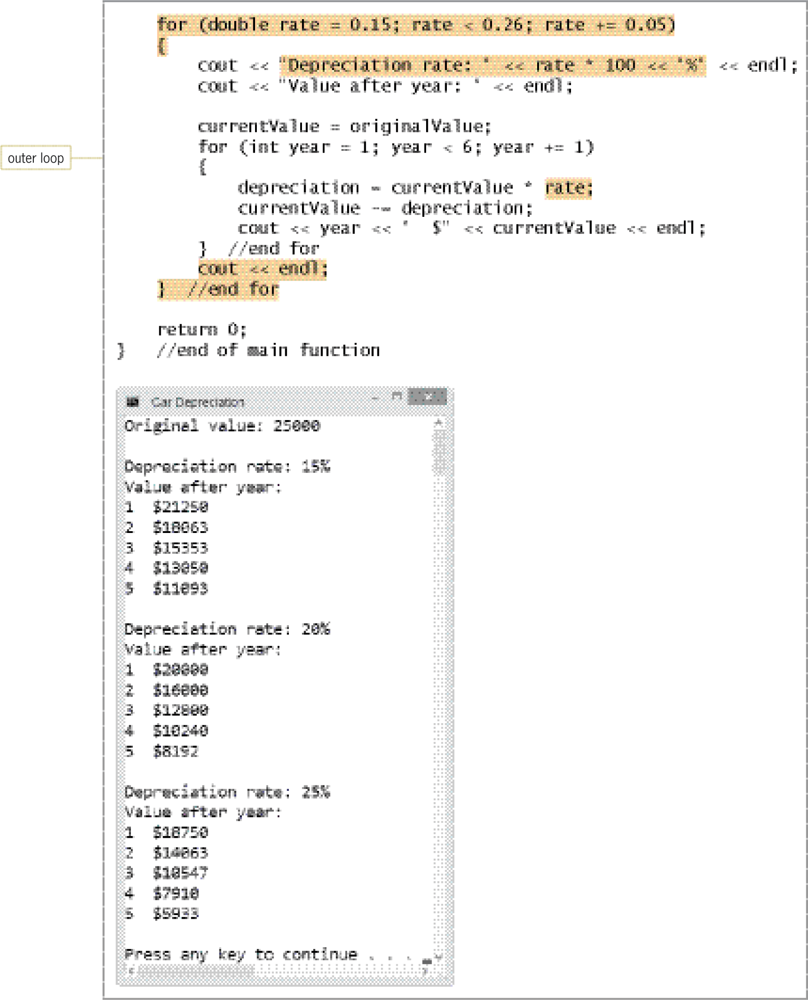 for (double rate = 0.15; rate < 0.26; rate += 0.05)
{
cout << "Depreciation rate: " << rate * 100 << "%" << endl;
cout << "Value after year: " << endl;
currentValue = originalValue;
for (int year = 1; year < 6; year += 1)
outer loop
{
depreciation = currentValue * rate;
currentValue -= depreciation;
cout << year << "  $" << currentValue << endl;
}  //end for
cout << endl;
}  //end for
return 0;
}   //end of main function
Car Depreciation
Original value: 25000
Depreciation rate: 15%
Value after year:
1  $21250
2  $18063
3  $15353
4  $13050
5  $11093
Depreciation rate: 20%
Value after year:
1  $20000
2  $16000
3  $12800
4  $10240
5  $8192
Depreciation rate: 25%
Value after year:
1  $18750
2  $14063
3  $10547
4  $7910
5  $5933
Press any key to continue . . .